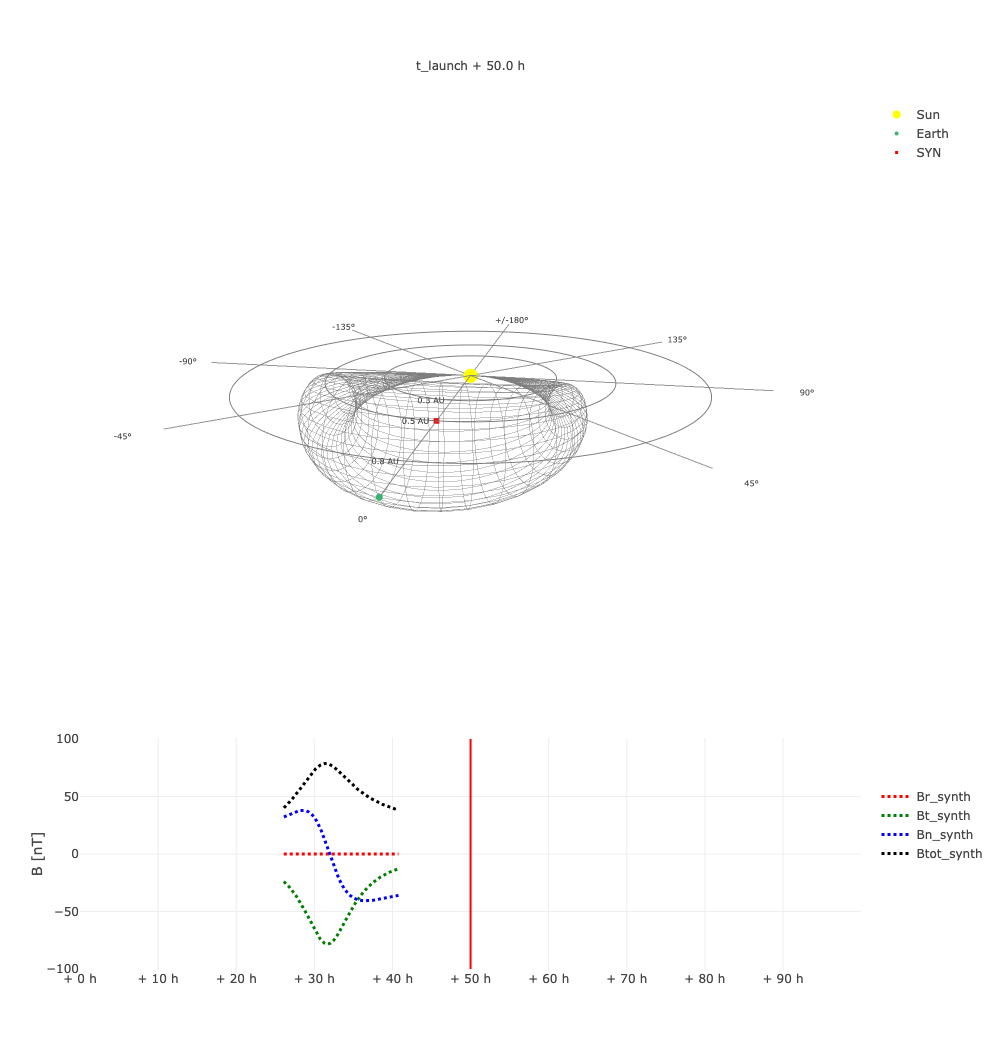 t_launch + 50.0 h
Sun
Earth
SYN
+/-180°
-135°
135°
-90°
90°
0.3 AU
0.5 AU
-45°
0.8 AU
45°
0°
100
50
0
−50
−100
B [nT]
+ 0 h
+ 10 h
+ 20 h
+ 30 h
+ 40 h
+ 50 h
+ 60 h
+ 70 h
+ 80 h
+ 90 h
Br_synth
Bt_synth
Bn_synth
Btot_synth